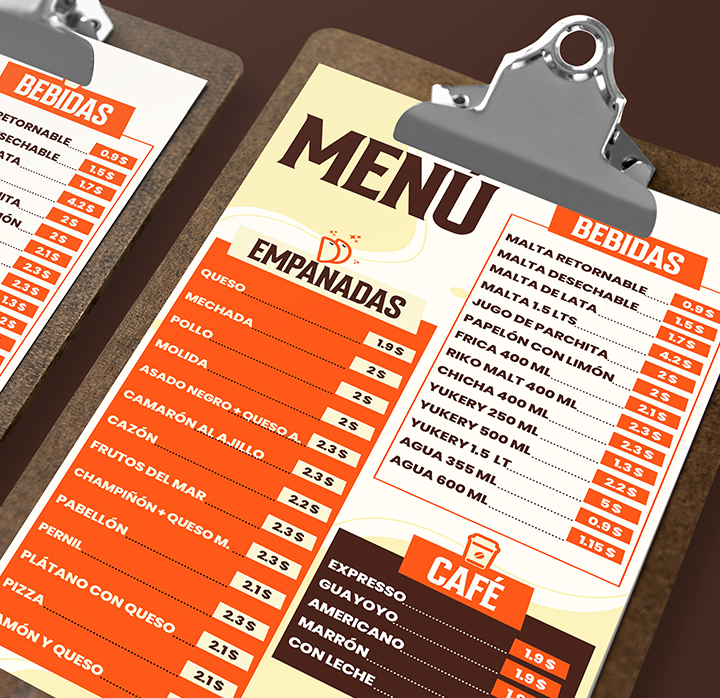 BEBIDAS
RETORNABLE 0.9 $
DESECHABLE 1.5 $
LATA 1.7 $
4.2 $
2 $
2 $
2.1 $
2.3 $
2.3 $
1.3 $
MENÚ
EMPANADAS
QUESO 1.9 $
MECHADA 2 $
POLLO 2 $
MOLIDA 2 $
ASADO NEGRO + QUESO A. 2.3 $
CAMARÓN AL AJILLO 2.3 $
CAZÓN 2.2 $
FRUTOS DEL MAR 2.3 $
CHAMPIÑÓN + QUESO M. 2.3 $
PABELLÓN 2.1 $
PERNIL 2.3 $
PLÁTANO CON QUESO 2.1 $
PIZZA 2.1 $
AMÓN Y QUESO
BEBIDAS
MALTA RETORNABLE 0.9 $
MALTA DESECHABLE 1.5 $
MALTA DE LATA 1.7 $
MALTA 1.5 LTS 4.2 $
JUGO DE PARCHITA 2 $
PAPELÓN CON LIMÓN 2 $
FRICA 400 ML 2.1 $
RIKO MALT 400 ML 2.3 $
CHICHA 400 ML 2.3 $
YUKERY 250 ML 1.3 $
YUKERY 500 ML 2.2 $
YUKERY 1.5 LT 5 $
AGUA 355 ML 0.9 $
AGUA 600 ML 1.15 $
CAFÉ
EXPRESSO 1.9 $
GUAYOYO 1.9 $
AMERICANO
MARRÓN
CON LECHE